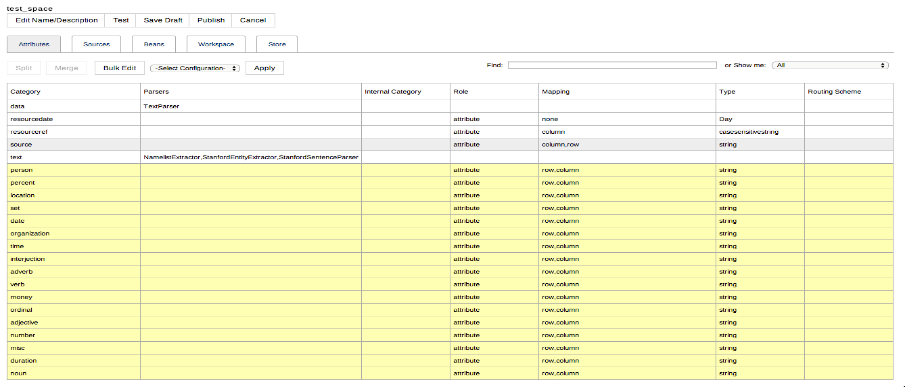 test_space
Edit Name/Description Test Save Draft Publish Cancel
Attributes Sources Beans Workspace Store
Split Merge Bulk Edit -Select Configuration- Apply Find: or Show me: All
Category Parsers Internal Category Role Mapping Type Routing Scheme
data TextParser
resourcedate attribute none Day
resourceref attribute column casesensitivestring
source attribute column,row string
text NamelistExtractor,StanfordEntityExtractor,StanfordSentenceParser
person attribute row,column string
percent attribute row,column string
location attribute row,column string
set attribute row,column string
date attribute row,column string
organization attribute row,column string
time attribute row,column string
interjection attribute row,column string
adverb attribute row,column string
verb attribute row,column string
money attribute row,column string
ordinal attribute row,column string
adjective attribute row,column string
number attribute row,column string
misc attribute row,column string
duration attribute row,column string
noun attribute row,column string